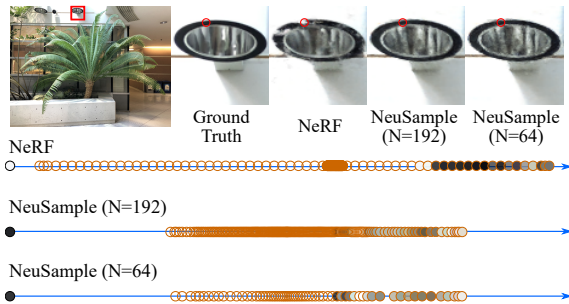 Ground
Truth
NeRF
NeuSample
(N=192)
NeuSample
(N=64)
NeRF
NeuSample (N=192)
NeuSample (N=64)